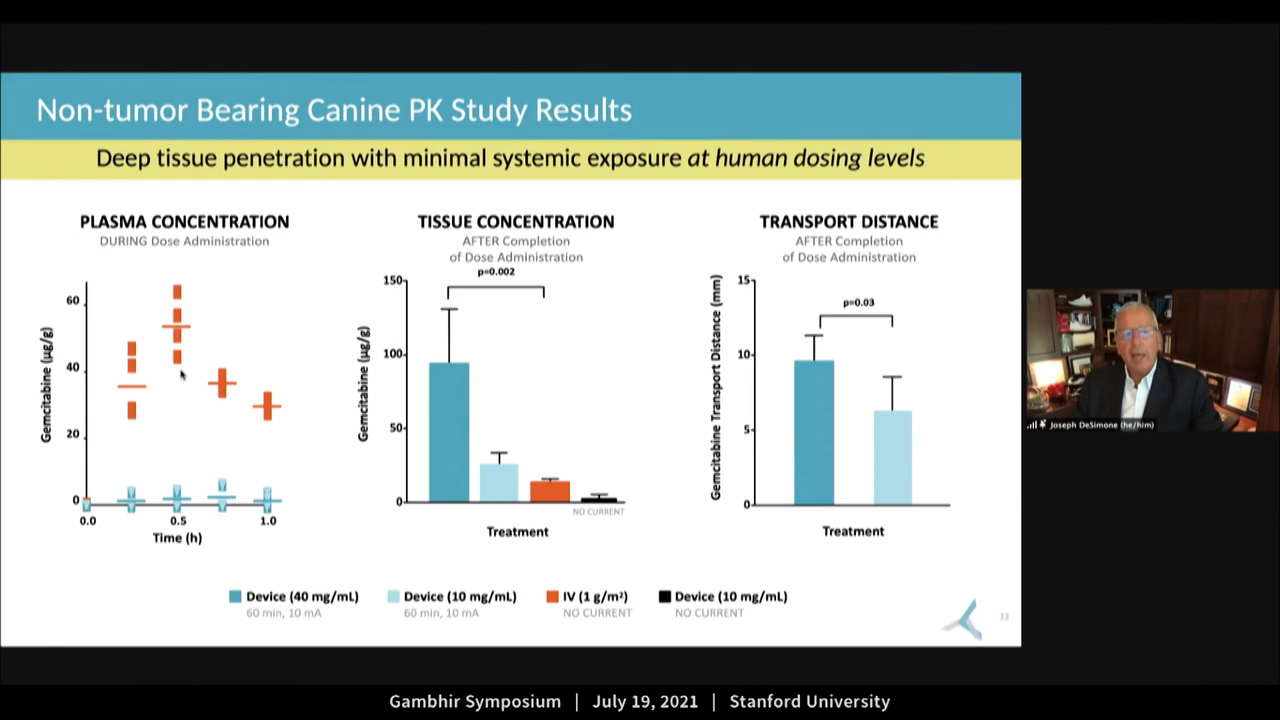 Non-tumor Bearing Canine PK Study Results
Deep tissue penetration with minimal systemic exposure at human dosing levels
PLASMA CONCENTRATION
DURING Dose Administration
Gemcitabine (µg/g)
60
40
20
0
0.0
0.5
1.0
Time (h)
TISSUE CONCENTRATION
AFTER Completion
of Dose Administration
p=0.002
Gemcitabine (µg/g)
150
100
50
0
NO CURRENT
Treatment
TRANSPORT DISTANCE
AFTER Completion
of Dose Administration
Gemcitabine Transport Distance (mm)
15
10
5
0
p=0.03
Treatment
Device (40 mg/mL)
60 min, 10 mA
Device (10 mg/mL)
60 min, 10 mA
IV (1 g/m²)
NO CURRENT
Device (10 mg/mL)
NO CURRENT
33
Joseph DeSimone (he/him)
Gambhir Symposium | July 19, 2021 | Stanford University